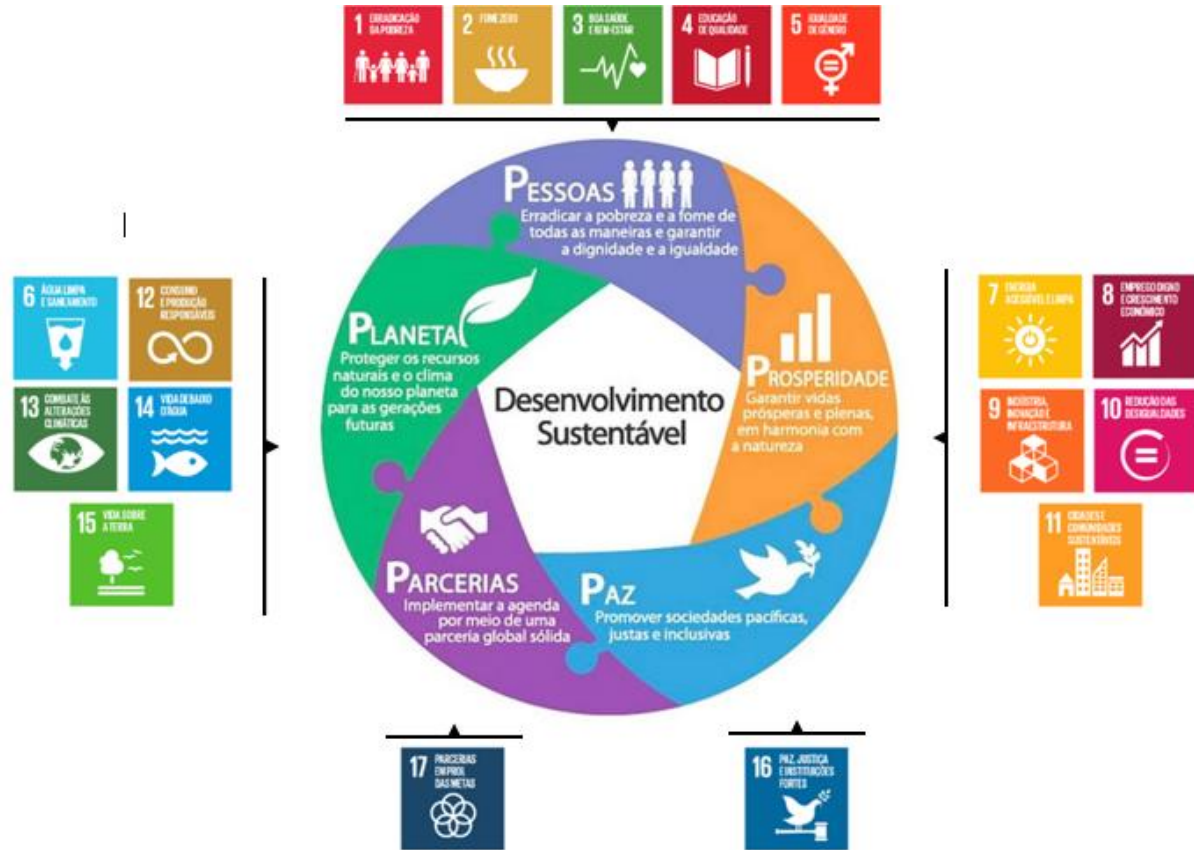 1 ERRADICAÇÃO
DA POBREZA
2 FOME ZERO
3 BOA SAÚDE
E BEM-ESTAR
4 EDUCAÇÃO
DE QUALIDADE
5 IGUALDADE
DE GÊNERO
PESSOAS
Erradicar a pobreza e a fome de
todas as maneiras e garantir
a dignidade e a igualdade
6 ÁGUA LIMPA
E SANEAMENTO
12 CONSUMO
E PRODUÇÃO
RESPONSÁVEIS
13 COMBATE ÀS
ALTERAÇÕES
CLIMÁTICAS
14 VIDA DEBAIXO
D'ÁGUA
15 VIDA SOBRE
A TERRA
PLANETA
Proteger os recursos
naturais e o clima
do nosso planeta
para as gerações
futuras
Desenvolvimento
Sustentável
PROSPERIDADE
Garantir vidas
prósperas e plenas,
em harmonia com
a natureza
7 ENERGIA
ACESSÍVEL E LIMPA
8 EMPREGO DIGNO
E CRESCIMENTO
ECONÔMICO
9 INDÚSTRIA,
INOVAÇÃO E
INFRAESTRUTURA
10 REDUÇÃO DAS
DESIGUALDADES
11 CIDADES E
COMUNIDADES
SUSTENTÁVEIS
PARCERIAS
Implementar a agenda
por meio de uma
parceria global sólida
PAZ
Promover sociedades pacíficas,
justas e inclusivas
17 PARCERIAS
EM PROL
DAS METAS
16 PAZ, JUSTIÇA
E INSTITUIÇÕES
FORTES